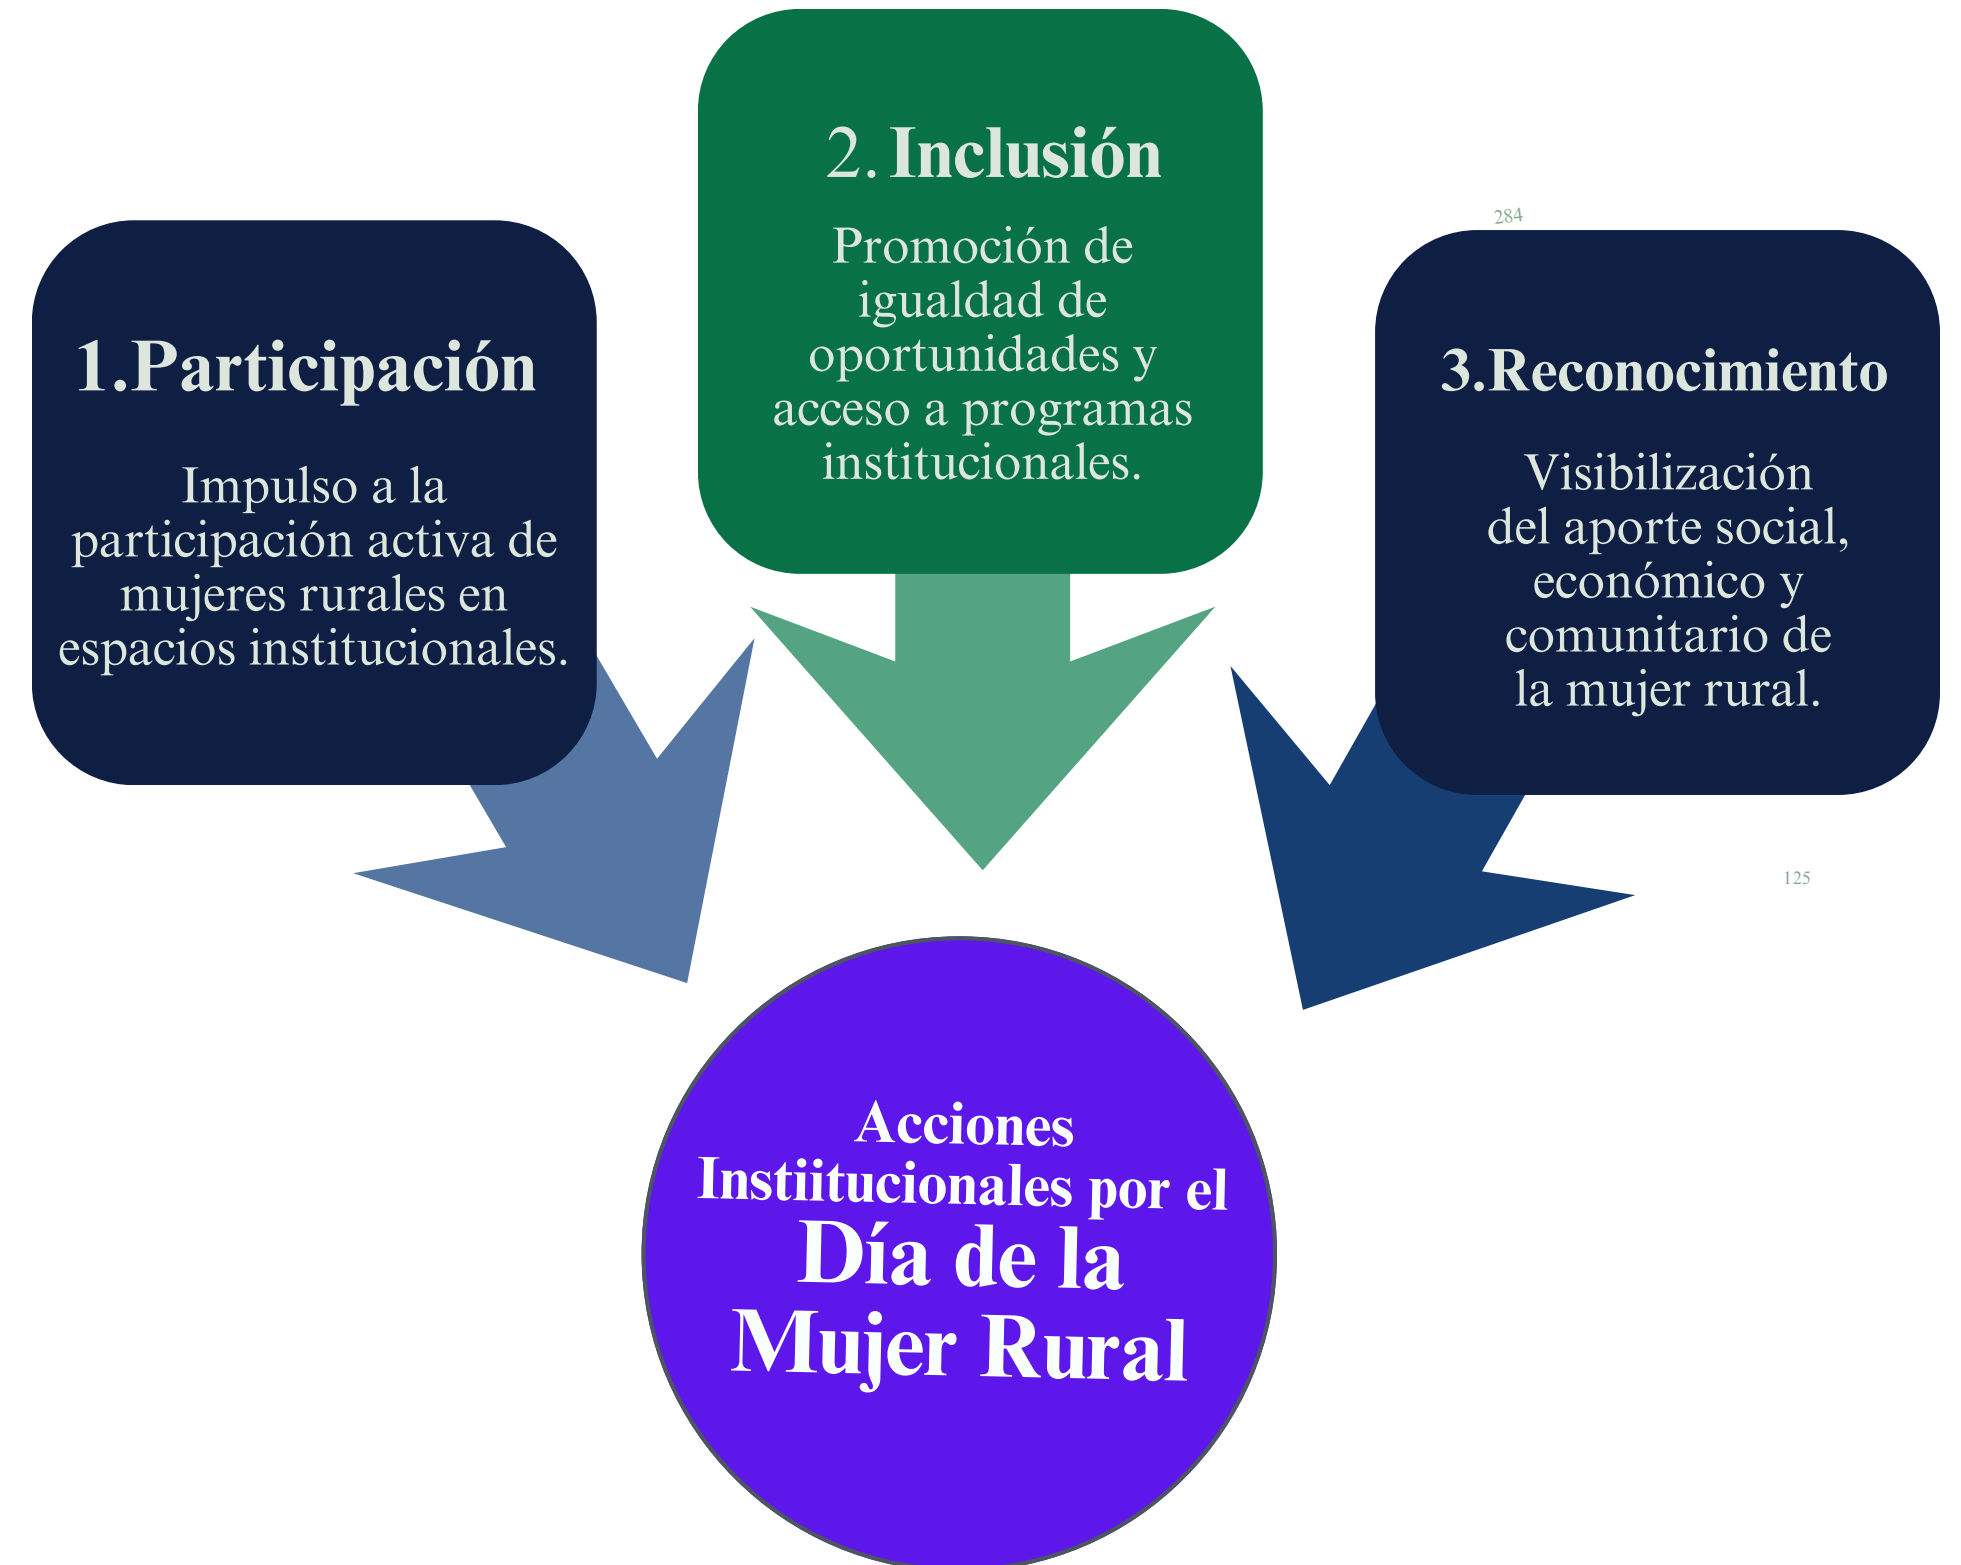 1.Participación
Impulso a la
participación activa de
mujeres rurales en
espacios institucionales.
2. Inclusión
Promoción de
igualdad de
oportunidades y
acceso a programas
institucionales.
284
3.Reconocimiento
Visibilización
del aporte social,
económico y
comunitario de
la mujer rural.
125
Acciones
Instiitucionales por el
Día de la
Mujer Rural